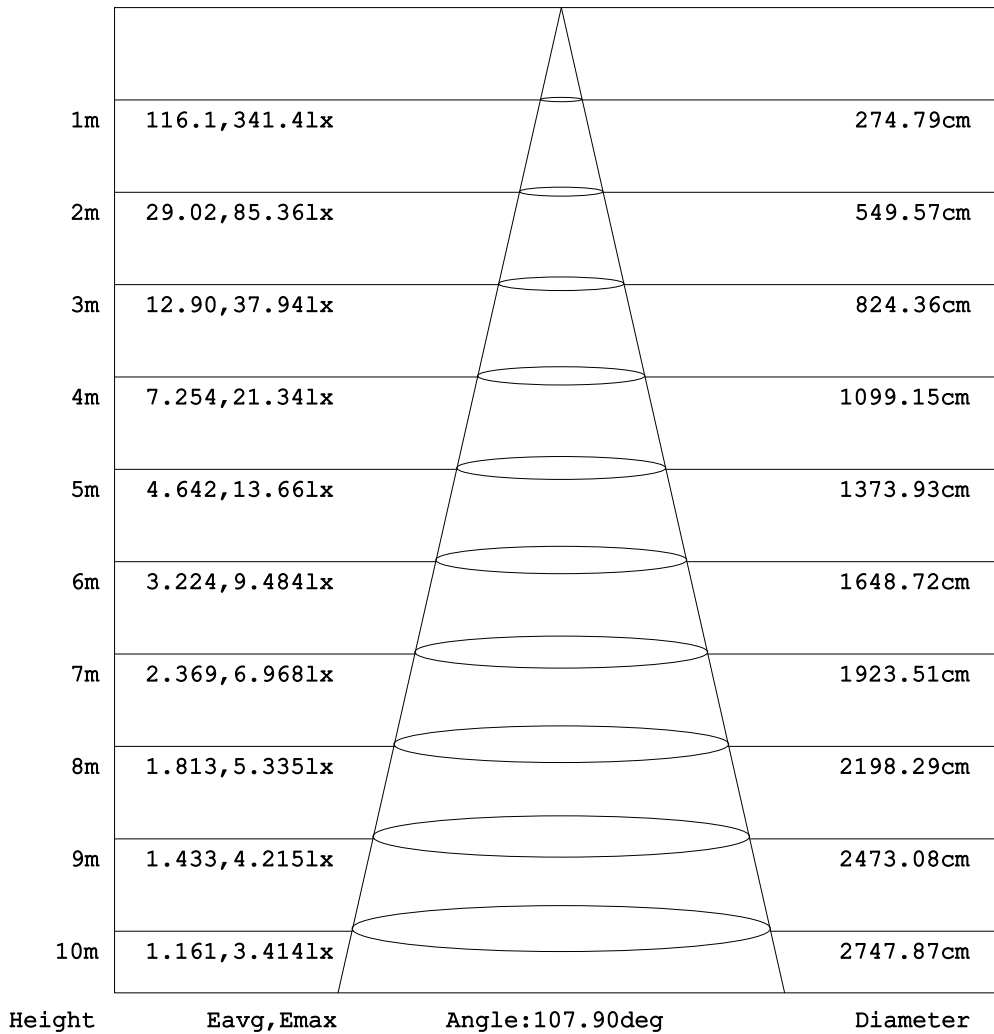 1m 116.1,341.4lx 274.79cm
2m 29.02,85.36lx 549.57cm
3m 12.90,37.94lx 824.36cm
4m 7.254,21.34lx 1099.15cm
5m 4.642,13.66lx 1373.93cm
6m 3.224,9.484lx 1648.72cm
7m 2.369,6.968lx 1923.51cm
8m 1.813,5.335lx 2198.29cm
9m 1.433,4.215lx 2473.08cm
10m 1.161,3.414lx 2747.87cm
Height Eavg,Emax Angle:107.90deg Diameter